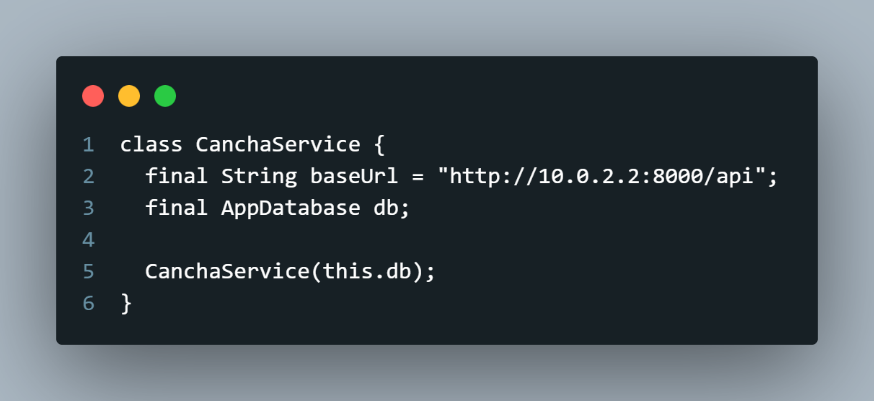 1 class CanchaService {
2   final String baseUrl = "http://10.0.2.2:8000/api";
3   final AppDatabase db;
4
5   CanchaService(this.db);
6 }